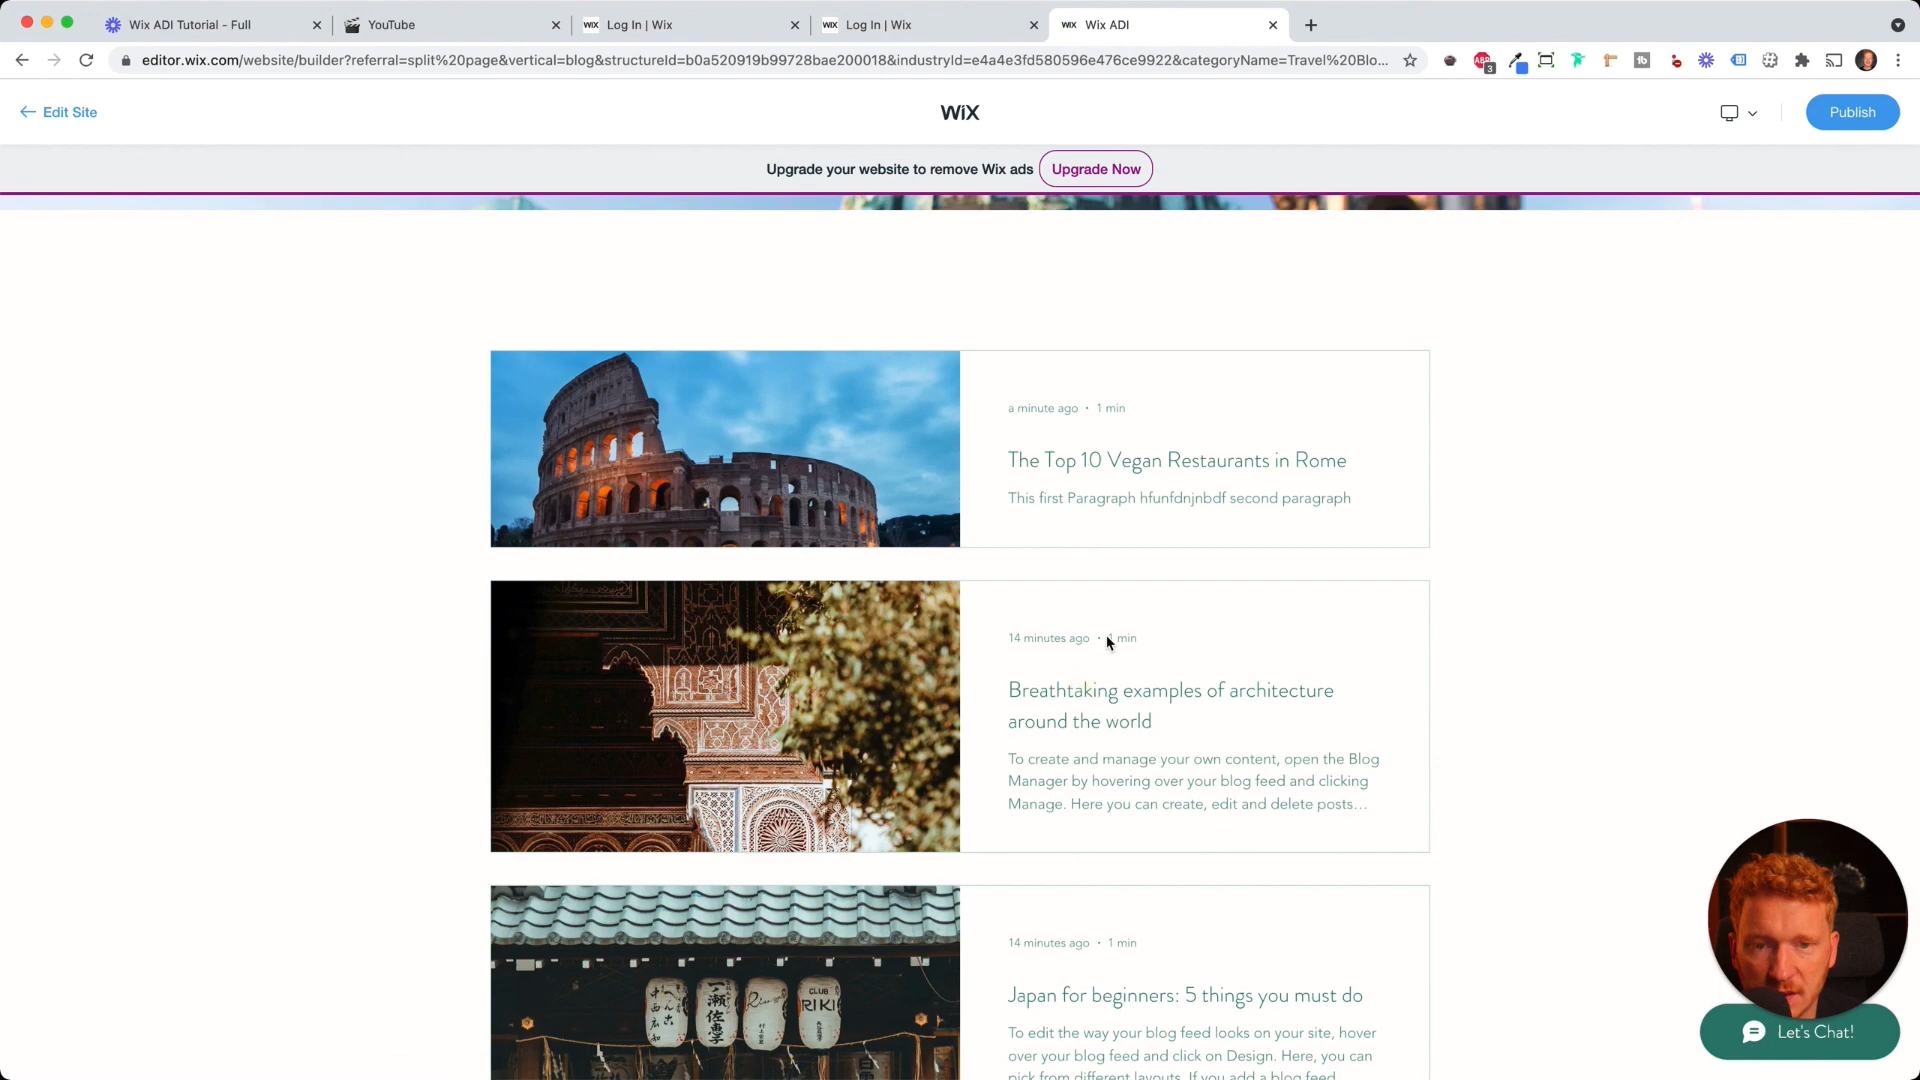 Wix ADI Tutorial - Full
YouTube
WIX Log In | Wix
WIX Log In | Wix
WIX Wix ADI
editor.wix.com/website/builder?referral=split%20page&vertical=blog&structureId=b0a520919b99728bae200018&industryId=e4a4e3fd580596e476ce9922&categoryName=Travel%20Blo...
3
Edit Site
WiX
Publish
Upgrade your website to remove Wix ads
Upgrade Now
a minute ago · 1 min
The Top 10 Vegan Restaurants in Rome
This first Paragraph hfunfdnjnbdf second paragraph
14 minutes ago · 1 min
Breathtaking examples of architecture
around the world
To create and manage your own content, open the Blog
Manager by hovering over your blog feed and clicking
Manage. Here you can create, edit and delete posts...
14 minutes ago · 1 min
Japan for beginners: 5 things you must do
To edit the way your blog feed looks on your site, hover
over your blog feed and click on Design. Here, you can
pick from different layouts. If you add a blog feed
CLUB
RIKI
Let's Chat!